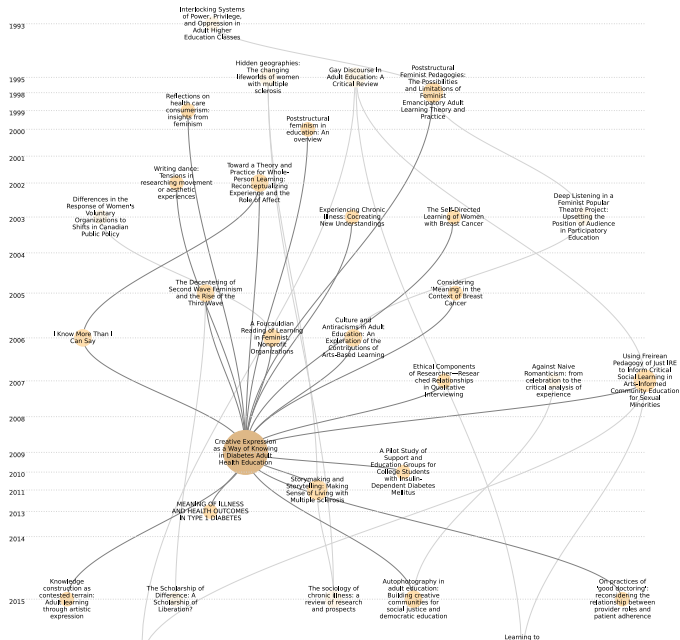 1993
Interlocking Systems
of Power, Privilege,
and Oppression in
Adult Higher
Education Classes
1995
Hidden geographies:
The changing
lifeworlds of women
with multiple
sclerosis
Gay Discourse in
Adult Education: A
Critical Review
Poststructural
Feminist Pedagogies:
The Possibilities
and Limitations of
Feminist
Emancipatory Adult
Learning Theory and
Practice
1998
1999
Reflections on
health care
consumerism:
insights from
feminism
2000
Poststructural
feminism in
education: An
overview
2001
2002
Writing dance:
Tensions in
researching movement
or aesthetic
experiences
Toward a Theory and
Practice for Whole-
Person Learning:
Reconceptualizing
Experience and the
Role of Affect
2003
Differences in the
Response of Women's
Voluntary
Organizations to
Shifts in Canadian
Public Policy
Experiencing Chronic
Illness: Cocreating
New Understandings
The Self-Directed
Learning of Women
with Breast Cancer
Deep Listening in a
Feminist Popular
Theatre Project:
Upsetting the
Position of Audience
in Participatory
Education
2004
2005
The Decentering of
Second Wave Feminism
and the Rise of the
Third Wave
Considering
'Meaning' in the
Context of Breast
Cancer
2006
I Know More Than I
Can Say
A Foucauldian
Reading of Learning
in Feminist,
Nonprofit
Organizations
Culture and
Antiracisms in Adult
Education: An
Exploration of the
Contributions of
Arts-Based Learning
2007
Ethical Components
of Researcher—Resear
ched Relationships
in Qualitative
Interviewing
Against Naive
Romanticism: from
celebration to the
critical analysis of
experience
Using Freirean
Pedagogy of Just IRE
to Inform Critical
Social Learning in
Arts-Informed
Community Education
for Sexual
Minorities
2008
2009
Creative Expression
as a Way of Knowing
in Diabetes Adult
Health Education
2010
A Pilot Study of
Support and
Education Groups for
College Students
with Insulin-
Dependent Diabetes
Mellitus
2011
Storymaking and
Storytelling: Making
Sense of Living with
Multiple Sclerosis
2013
MEANING OF ILLNESS
AND HEALTH OUTCOMES
IN TYPE 1 DIABETES
2014
2015
Knowledge
construction as
contested terrain:
Adult learning
through artistic
expression
The Scholarship of
Difference: A
Scholarship of
Liberation?
The sociology of
chronic illness: a
review of research
and prospects
Autophotography in
adult education:
Building creative
communities for
social justice and
democratic education
On practices of
'good doctoring':
reconsidering the
relationship between
provider roles and
patient adherence
Learning to